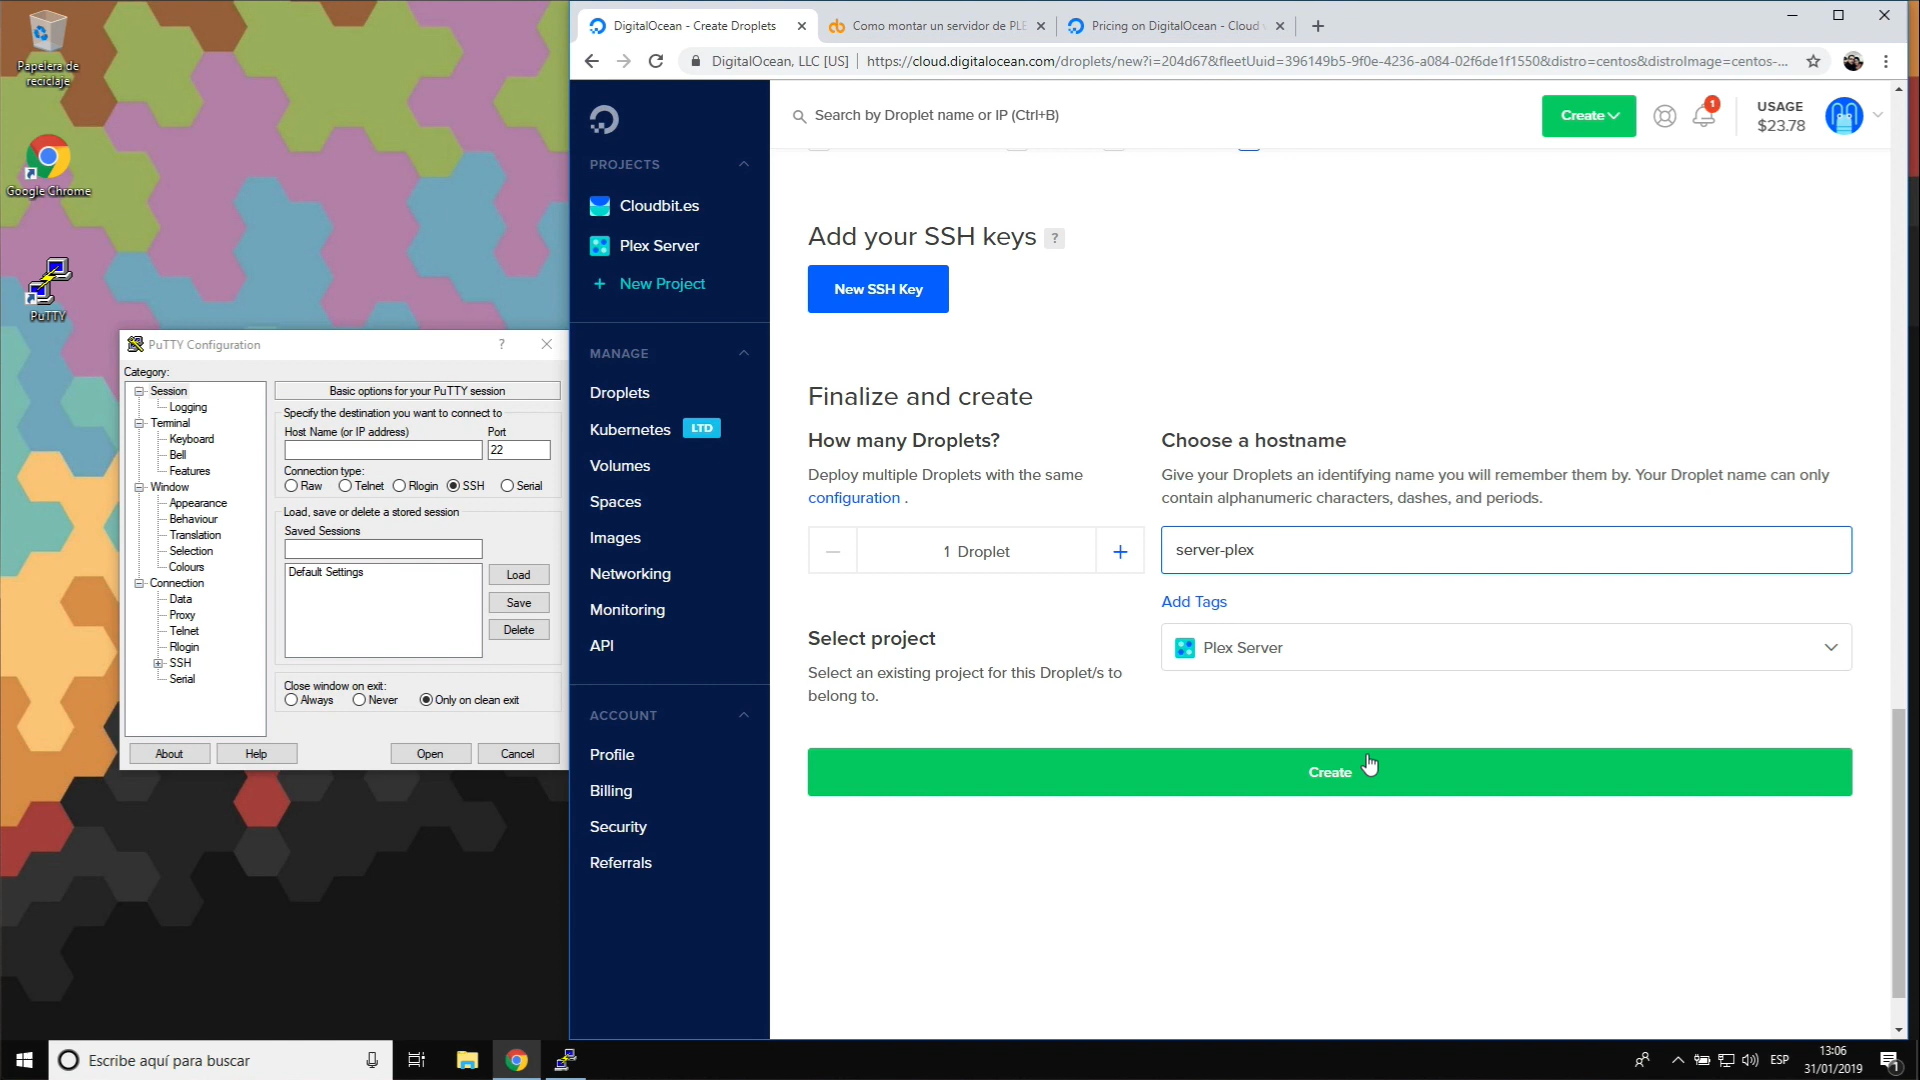 Papelera de
reciclaje
Google Chrome
PuTTY
PuTTY Configuration
?
Category:
Session
Logging
Terminal
Keyboard
Bell
Features
Window
Appearance
Behaviour
Translation
Selection
Colours
Connection
Data
Proxy
Telnet
Rlogin
SSH
Serial
Basic options for your PuTTY session
Specify the destination you want to connect to
Host Name (or IP address)
Port
22
Connection type:
Raw
Telnet
Rlogin
SSH
Serial
Load, save or delete a stored session
Saved Sessions
Default Settings
Load
Save
Delete
Close window on exit:
Always
Never
Only on clean exit
About
Help
Open
Cancel
DigitalOcean - Create Droplets
Como montar un servidor de PLE
Pricing on DigitalOcean - Cloud
DigitalOcean, LLC [US]
https://cloud.digitalocean.com/droplets/new?i=204d67&fleetUuid=396149b5-9f0e-4236-a084-02f6de1f1550&distro=centos&distroImage=centos-...
PROJECTS
Cloudbit.es
Plex Server
+ New Project
MANAGE
Droplets
Kubernetes LTD
Volumes
Spaces
Images
Networking
Monitoring
API
ACCOUNT
Profile
Billing
Security
Referrals
Search by Droplet name or IP (Ctrl+B)
Create
1
USAGE
$23.78
Add your SSH keys ?
New SSH Key
Finalize and create
How many Droplets?
Deploy multiple Droplets with the same
configuration .
1 Droplet
Choose a hostname
Give your Droplets an identifying name you will remember them by. Your Droplet name can only
contain alphanumeric characters, dashes, and periods.
server-plex
Add Tags
Select project
Select an existing project for this Droplet/s to
belong to.
Plex Server
Create
Escribe aquí para buscar
ESP
13:06
31/01/2019
1